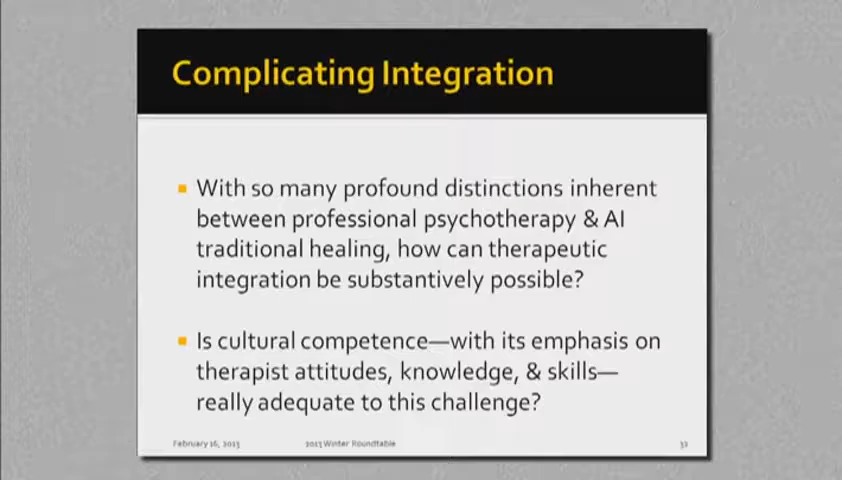 Complicating Integration
With so many profound distinctions inherent
between professional psychotherapy & AI
traditional healing, how can therapeutic
integration be substantively possible?
Is cultural competence—with its emphasis on
therapist attitudes, knowledge, & skills—
really adequate to this challenge?
February 16, 2013 2013 Winter Roundtable 32